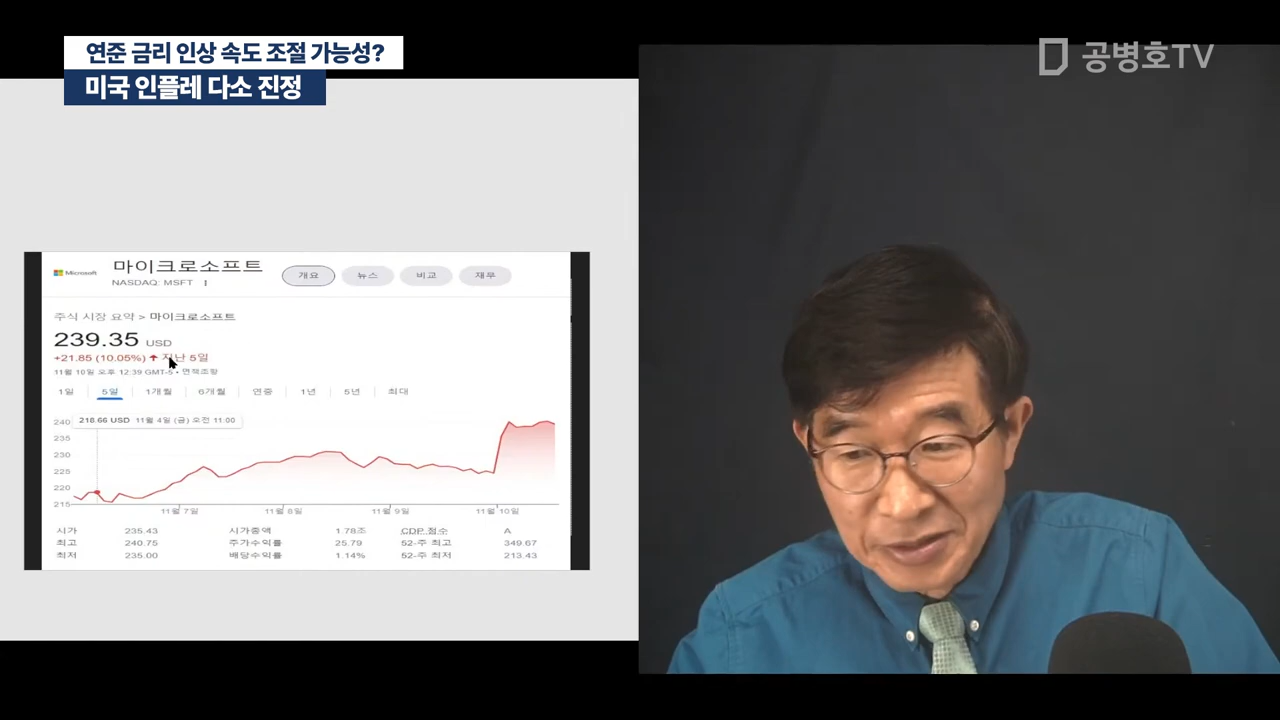 연준 금리 인상 속도 조절 가능성?
미국 인플레 다소 진정
공병호TV
Microsoft
마이크로소프트
NASDAQ: MSFT
개요 뉴스 비교 재무
주식 시장 요약 > 마이크로소프트
239.35 USD
+21.85 (10.05%) ↑ 지난 5일
11월 10일 오후 12:39 GMT-5 • 면책조항
1일 5일 1개월 6개월 연중 1년 5년 최대
218.66 USD 11월 4일 (금) 오전 11:00
240
235
230
225
220
215
11월 7일 11월 8일 11월 9일 11월 10일
시가 235.43 시가총액 1.78조 CDP 점수 A
최고 240.75 주가수익률 25.79 52-주 최고 349.67
최저 235.00 배당수익률 1.14% 52-주 최저 213.43